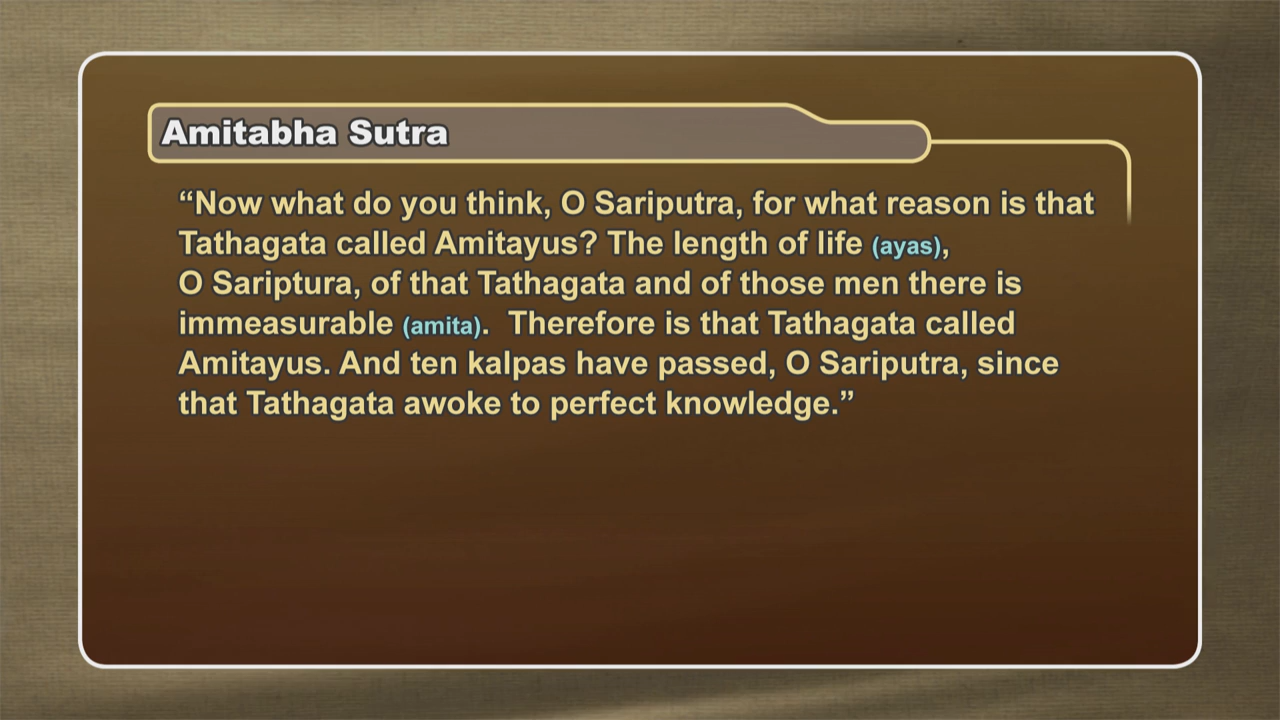 Amitabha Sutra
“Now what do you think, O Sariputra, for what reason is that
Tathagata called Amitayus? The length of life (ayas),
O Sariptura, of that Tathagata and of those men there is
immeasurable (amita).  Therefore is that Tathagata called
Amitayus. And ten kalpas have passed, O Sariputra, since
that Tathagata awoke to perfect knowledge.”